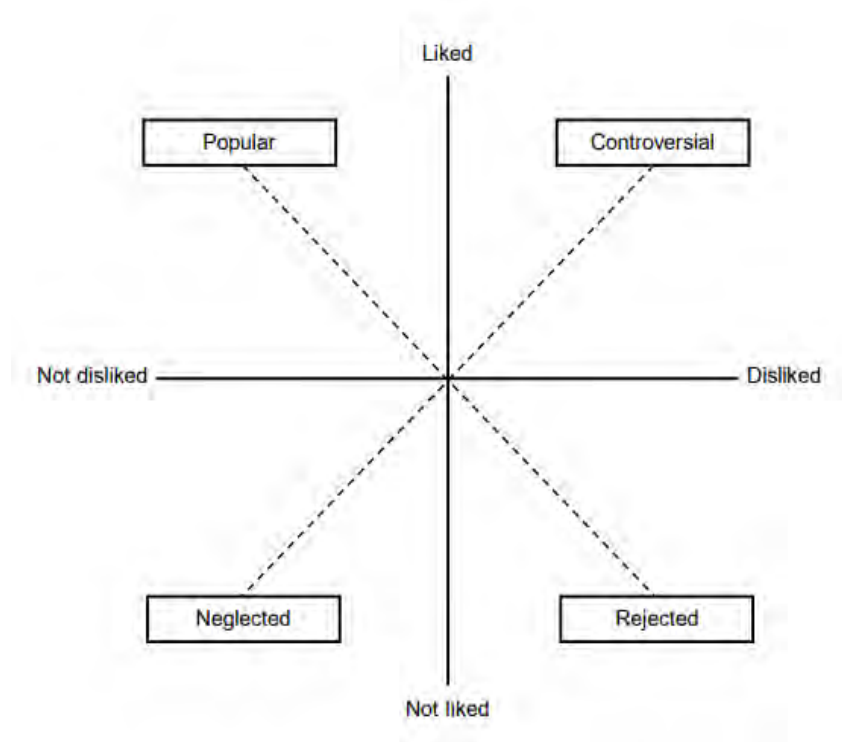 Liked
Popular
Controversial
Not disliked
Disliked
Neglected
Rejected
Not liked